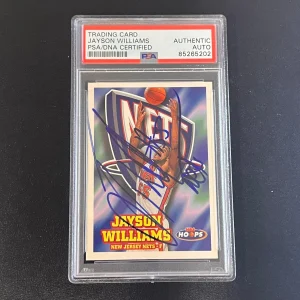 TRADING CARD
JAYSON WILLIAMS
PSA/DNA CERTIFIED
AUTHENTIC
AUTO
85265202
PSA
NETS
JAYSON
WILLIAMS
NEW JERSEY NETS
HOOPS